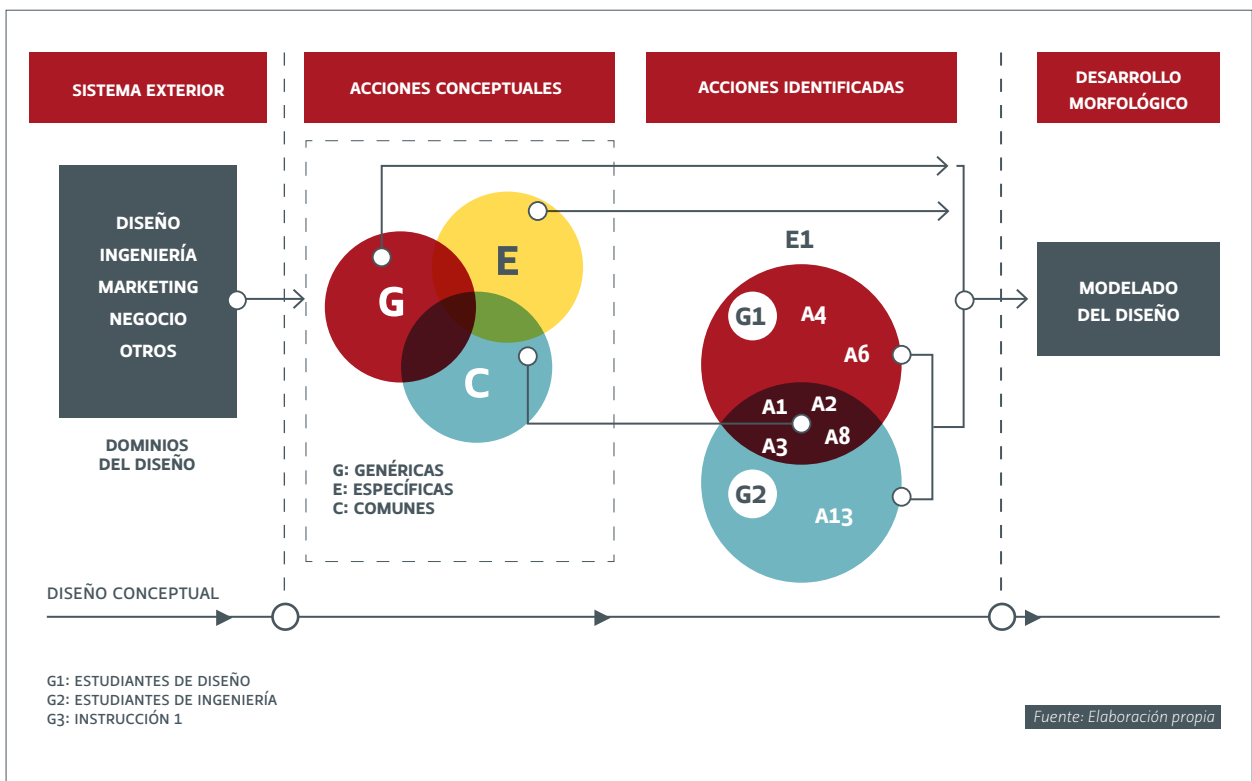 SISTEMA EXTERIOR
ACCIONES CONCEPTUALES
ACCIONES IDENTIFICADAS
DESARROLLO
MORFOLÓGICO
DISEÑO
INGENIERÍA
MARKETING
NEGOCIO
OTROS
DOMINIOS
DEL DISEÑO
G
E
C
G: GENÉRICAS
E: ESPECÍFICAS
C: COMUNES
E1
G1
A4
A6
A1
A2
A3
A8
G2
A13
MODELADO
DEL DISEÑO
DISEÑO CONCEPTUAL
G1: ESTUDIANTES DE DISEÑO
G2: ESTUDIANTES DE INGENIERÍA
G3: INSTRUCCIÓN 1
Fuente: Elaboración propia